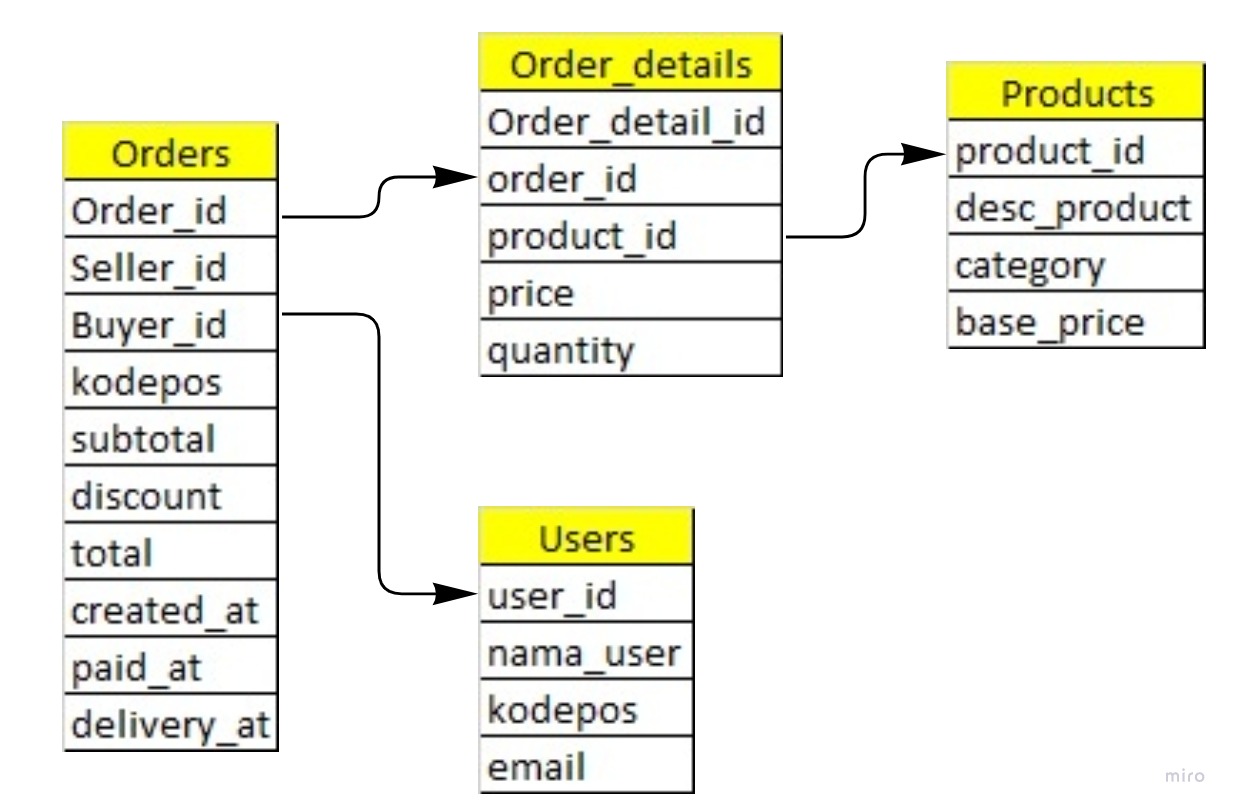 Orders
Order_id
Seller_id
Buyer_id
kodepos
subtotal
discount
total
created_at
paid_at
delivery_at
Order_details
Order_detail_id
order_id
product_id
price
quantity
Products
product_id
desc_product
category
base_price
Users
user_id
nama_user
kodepos
email
miro